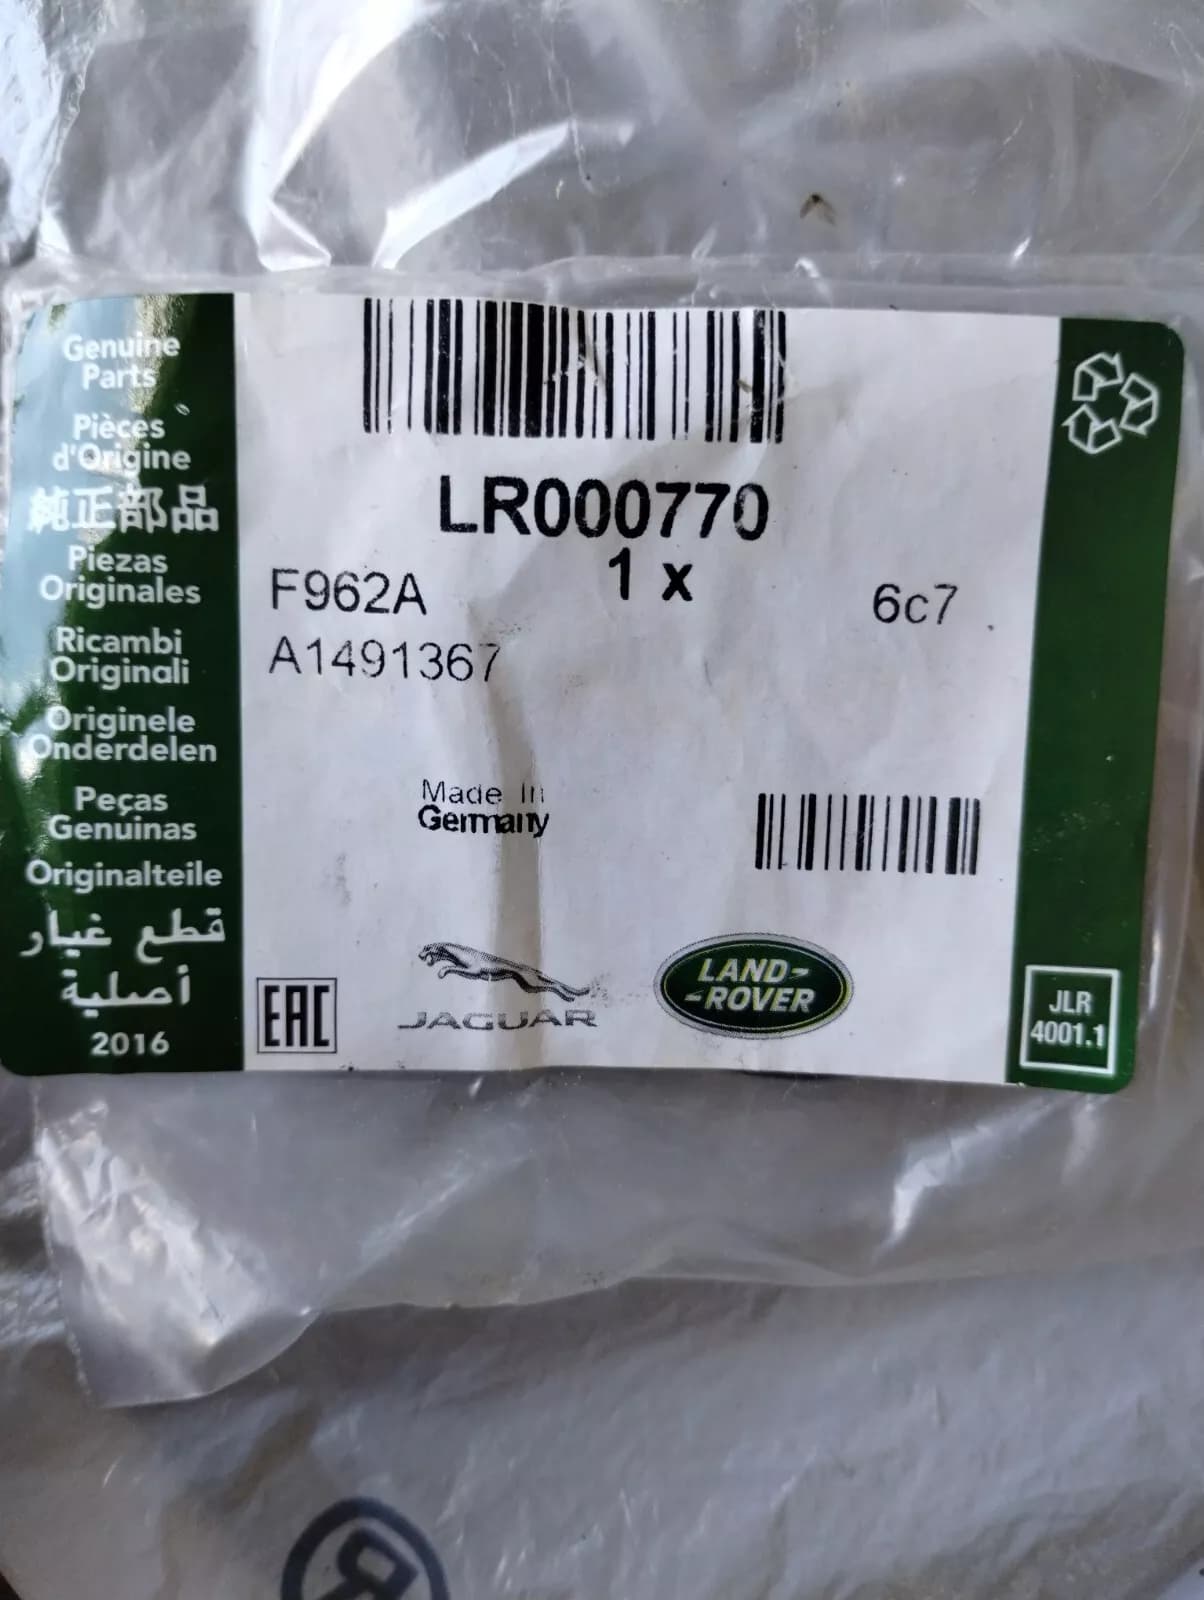 Genuine
Parts
Pièces
d'Origine
純正部品
Piezas
Originales
Ricambi
Originali
Originele
Onderdelen
Peças
Genuinas
Originalteile
قطع غيار
أصلية
2016
LR000770
1 x
F962A
6c7
A1491367
Made In
Germany
EAC
JAGUAR
LAND-
-ROVER
JLR
4001.1
®